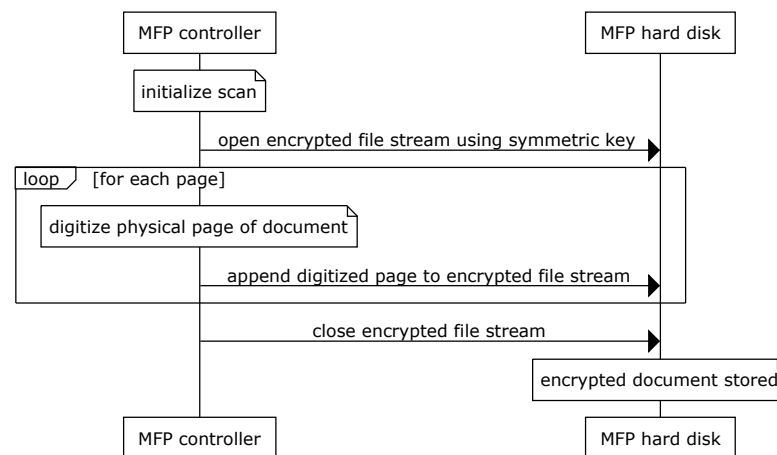 MFP controller
MFP hard disk
initialize scan
open encrypted file stream using symmetric key
loop
[for each page]
digitize physical page of document
append digitized page to encrypted file stream
close encrypted file stream
encrypted document stored
MFP controller
MFP hard disk